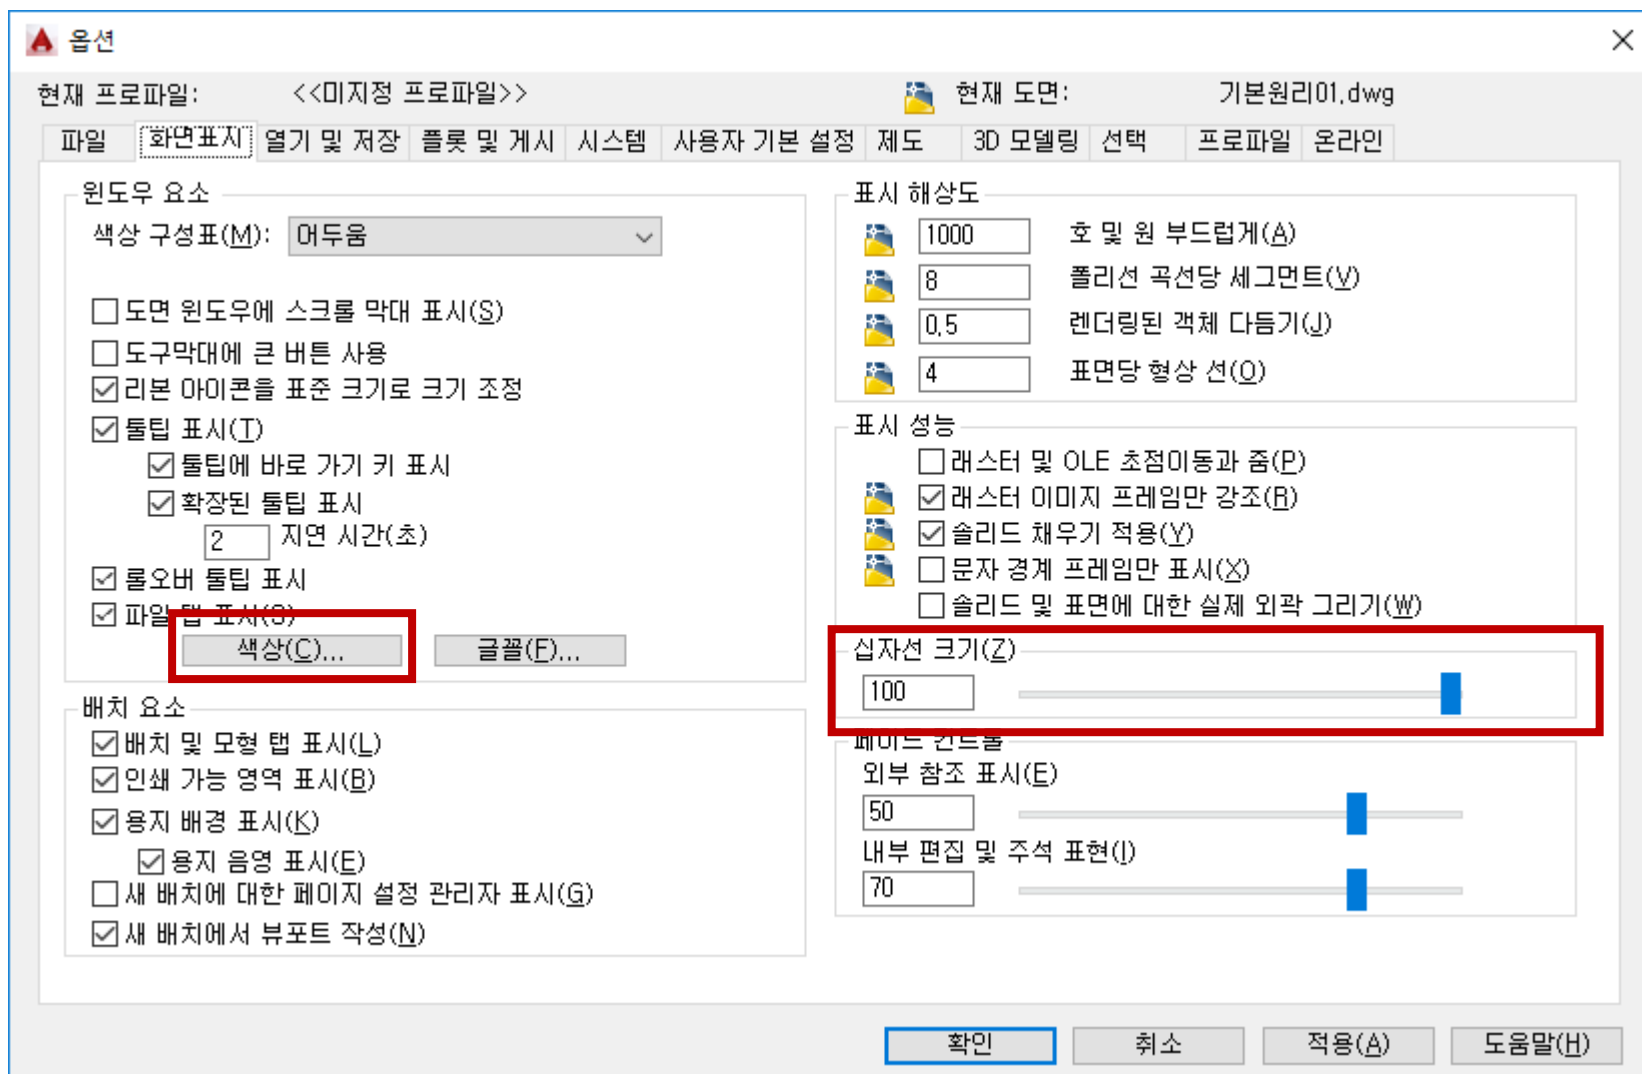 옵션
현재 프로파일: <<미지정 프로파일>> 현재 도면: 기본원리01.dwg
파일 화면표시 열기 및 저장 플롯 및 게시 시스템 사용자 기본 설정 제도 3D 모델링 선택 프로파일 온라인
윈도우 요소
색상 구성표(M): 어두움
도면 윈도우에 스크롤 막대 표시(S)
도구막대에 큰 버튼 사용
리본 아이콘을 표준 크기로 크기 조정
툴팁 표시(T)
툴팁에 바로 가기 키 표시
확장된 툴팁 표시
2 지연 시간(초)
롤오버 툴팁 표시
파일 탭 표시(S)
색상(C)... 글꼴(F)...
배치 요소
배치 및 모형 탭 표시(L)
인쇄 가능 영역 표시(B)
용지 배경 표시(K)
용지 음영 표시(E)
새 배치에 대한 페이지 설정 관리자 표시(G)
새 배치에서 뷰포트 작성(N)
표시 해상도
1000 호 및 원 부드럽게(A)
8 폴리선 곡선당 세그먼트(V)
0.5 렌더링된 객체 다듬기(J)
4 표면당 형상 선(O)
표시 성능
래스터 및 OLE 초점이동과 줌(P)
래스터 이미지 프레임만 강조(R)
솔리드 채우기 적용(Y)
문자 경계 프레임만 표시(X)
솔리드 및 표면에 대한 실제 외곽 그리기(W)
십자선 크기(Z)
100
페이드 컨트롤
외부 참조 표시(E)
50
내부 편집 및 주석 표현(I)
70
확인 취소 적용(A) 도움말(H)